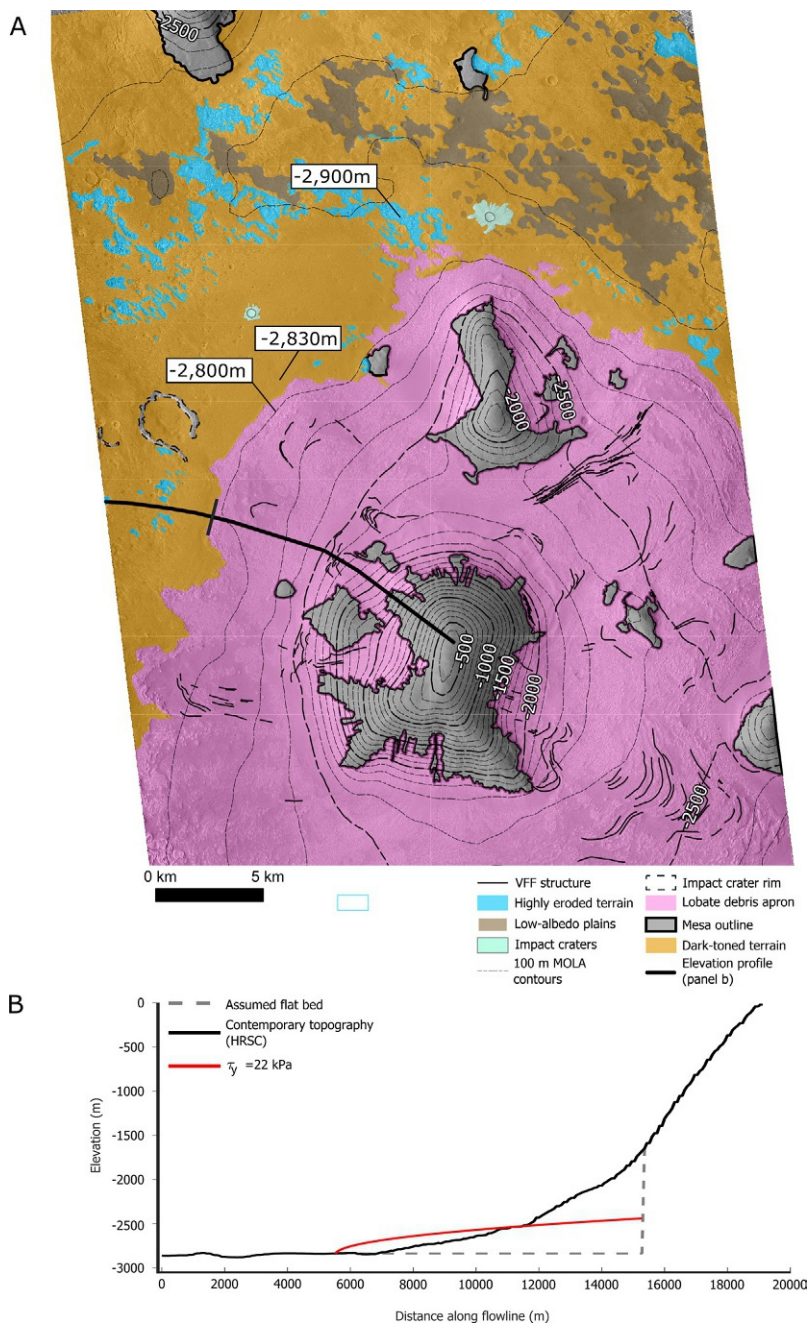 A
-2500
-2,900m
-2,830m
-2,800m
-2000
-2500
-500
-1000
-1500
-2000
-2500
0 km 5 km
VFF structure
Highly eroded terrain
Low-albedo plains
Impact craters
100 m MOLA
contours
Impact crater rim
Lobate debris apron
Mesa outline
Dark-toned terrain
Elevation profile
(panel b)
B
Assumed flat bed
Contemporary topography
(HRSC)
τy =22 kPa
Elevation (m)
0
-500
-1000
-1500
-2000
-2500
-3000
0 2000 4000 6000 8000 10000 12000 14000 16000 18000 20000
Distance along flowline (m)